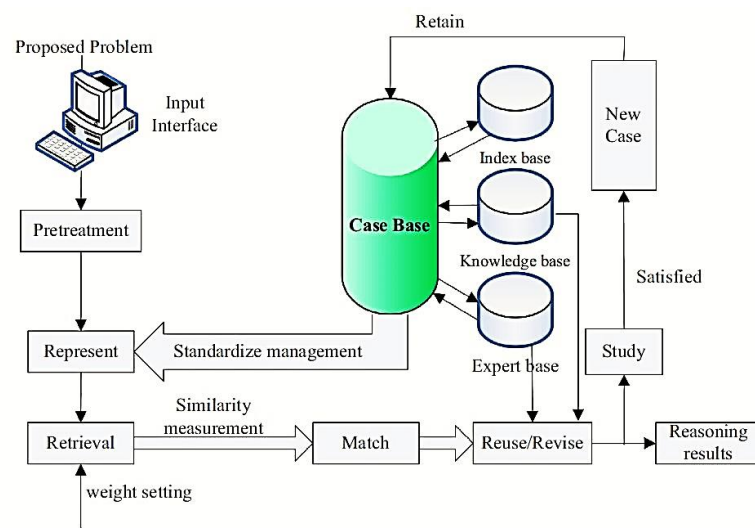 Retain
Proposed Problem
Input
Interface
New
Case
Index base
Pretreatment
Case Base
Knowledge base
Satisfied
Represent
Standardize management
Expert base
Study
Similarity
measurement
Retrieval
Match
Reuse/Revise
Reasoning
results
weight setting